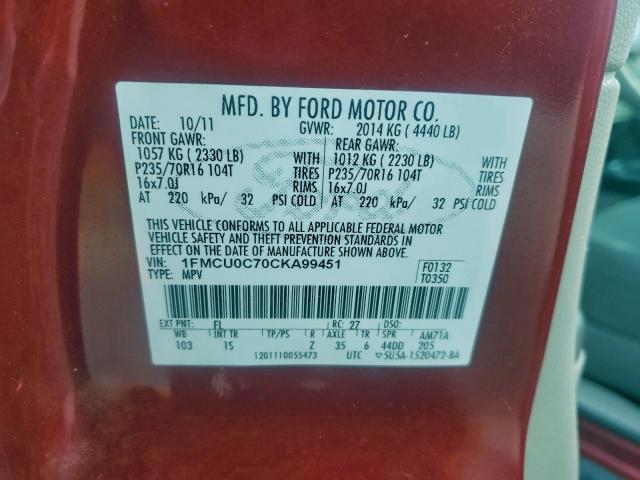 MFD. BY FORD MOTOR CO.
DATE: 10/11 GVWR: 2014 KG ( 4440 LB)
FRONT GAWR: REAR GAWR:
1057 KG ( 2330 LB) WITH 1012 KG ( 2230 LB) WITH
P235/70R16 104T TIRES P235/70R16 104T TIRES
16x7.0J RIMS 16x7.0J RIMS
AT 220 kPa/ 32 PSI COLD AT 220 kPa/ 32 PSI COLD
Ford
THIS VEHICLE CONFORMS TO ALL APPLICABLE FEDERAL MOTOR
VEHICLE SAFETY AND THEFT PREVENTION STANDARDS IN
EFFECT ON THE DATE OF MANUFACTURE SHOWN ABOVE.
VIN: 1FMCU0C70CKA99451 F0132
TYPE: MPV T0350
EXT PNT: FL RC: 27 DSO:
WB INT TR TP/PS R AXLE TR SPR AM71A
103 1S Z 35 6 44DD 205
1201110055473 UTC 5U5A-1520472-BA